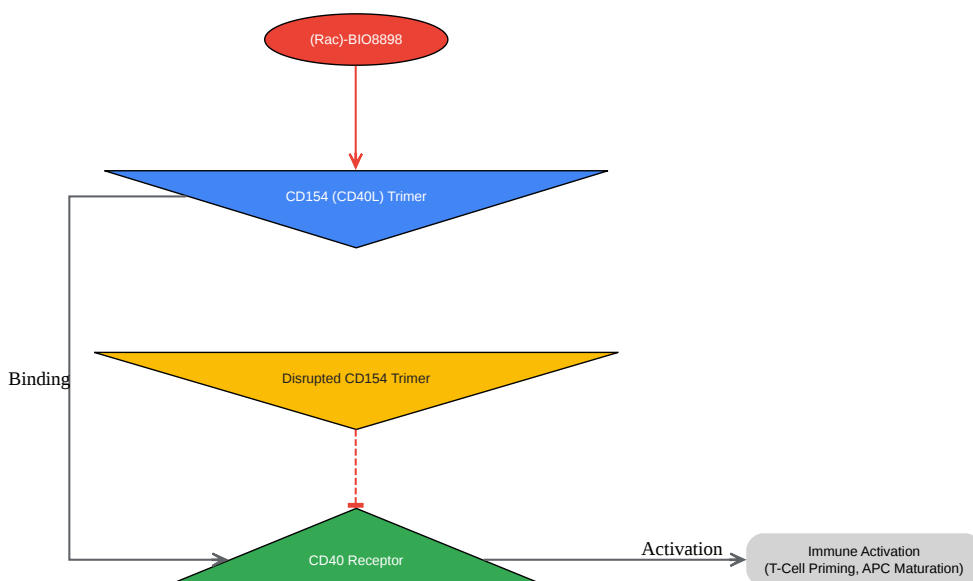 (Rac)-BIO8898
CD154 (CD40L) Trimer
Disrupted CD154 Trimer
Binding
CD40 Receptor
Activation
Immune Activation
(T-Cell Priming, APC Maturation)